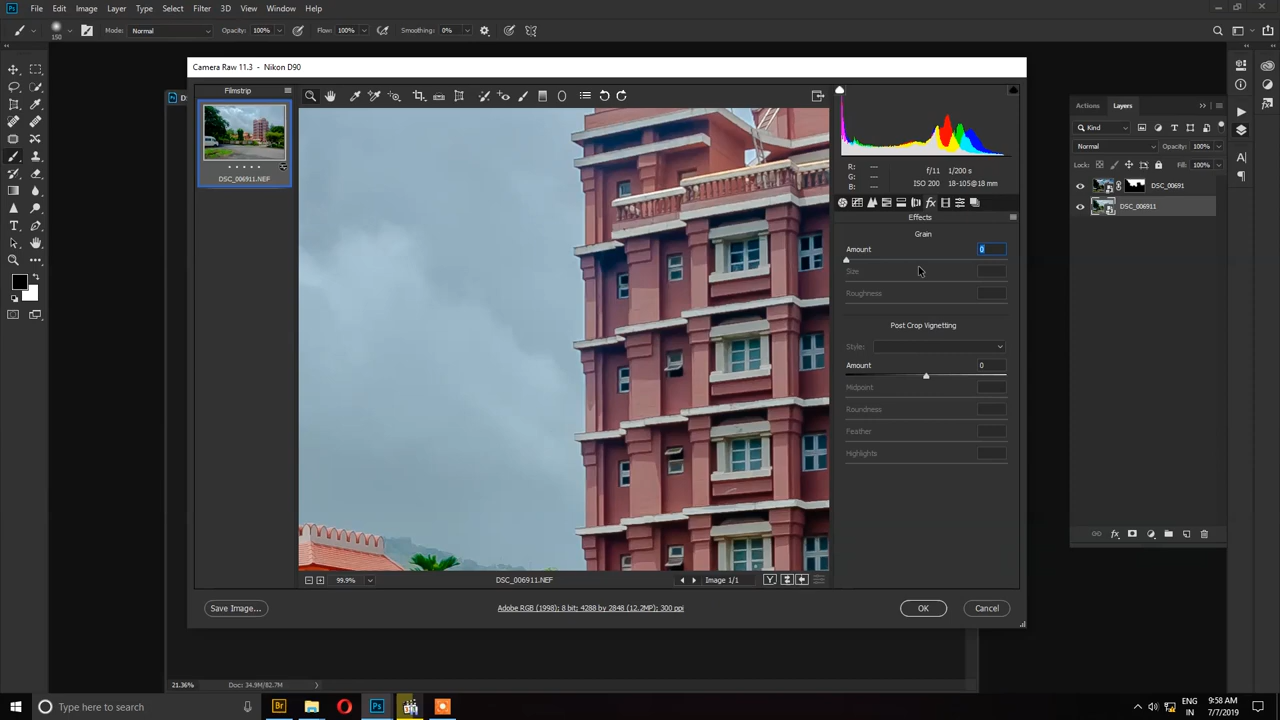 Ps File Edit Image Layer Type Select Filter 3D View Window Help
150 Mode: Normal Opacity: 100% Flow: 100% Smoothing: 0%
Camera Raw 11.3 - Nikon D90
Filmstrip
DSC_006911.NEF
f/11 1/200 s
ISO 200 18-105@18 mm
R: ---
G: ---
B: ---
Effects
Grain
Amount 0
Size
Roughness
Post Crop Vignetting
Style:
Amount 0
Midpoint
Roundness
Feather
Highlights
99.9% DSC_006911.NEF Image 1/1
Save Image... Adobe RGB (1998); 8 bit; 4288 by 2848 (12.2MP); 300 ppi OK Cancel
21.36% Doc: 34.9M/82.7M
Actions Layers
Kind
Normal Opacity: 100%
Lock: Fill: 100%
DSC_00691
DSC_006911
Type here to search Br Ps ENG 9:58 AM
IN 7/7/2019